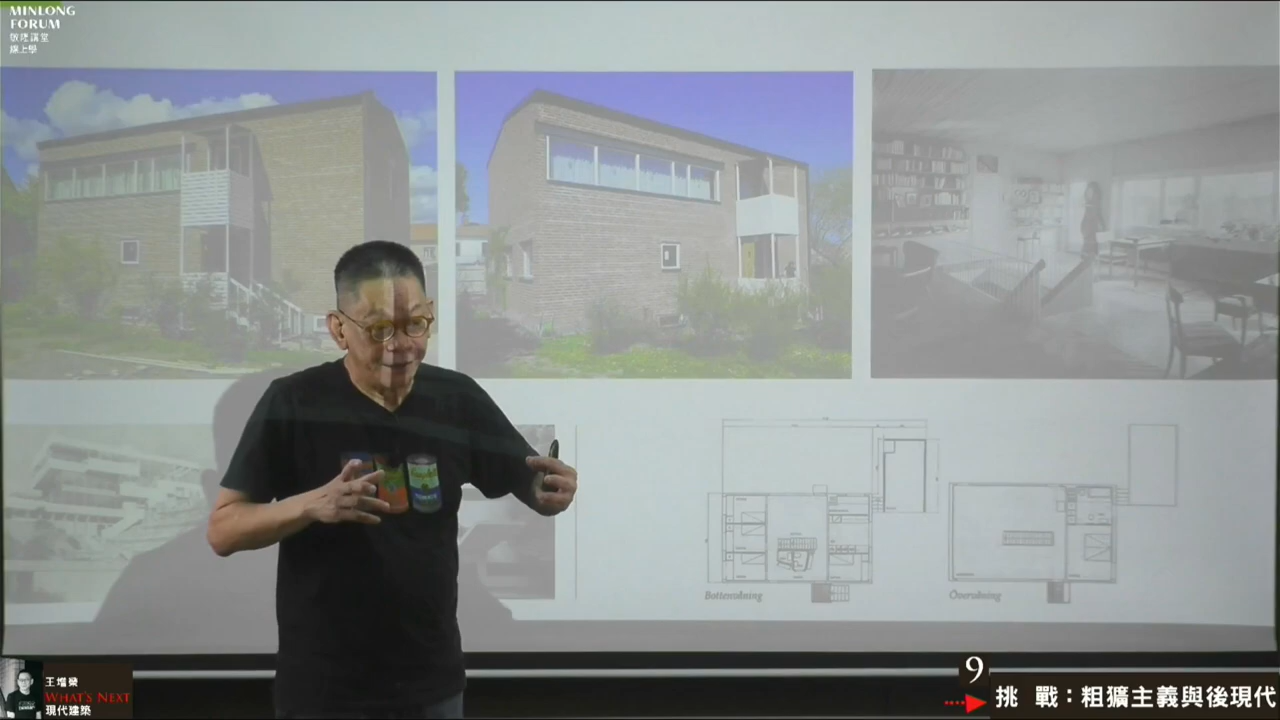 MINLONG
FORUM
敏隆講堂
線上學
Bottenvåning
Övervåning
王增榮
WHAT'S NEXT
現代建築
9
挑 戰：粗獷主義與後現代